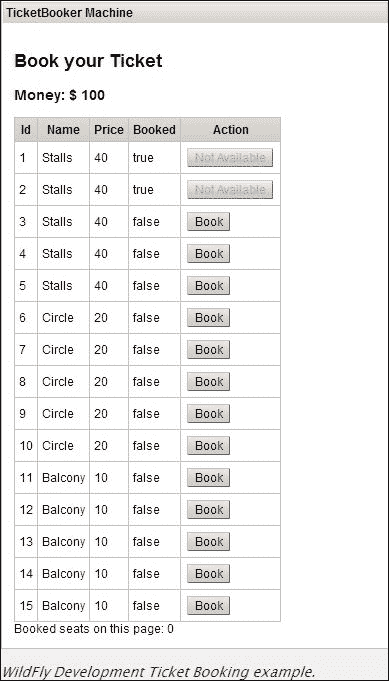 TicketBooker Machine
Book your Ticket
Money: $ 100
Id Name Price Booked Action
1 Stalls 40 true Not Available
2 Stalls 40 true Not Available
3 Stalls 40 false Book
4 Stalls 40 false Book
5 Stalls 40 false Book
6 Circle 20 false Book
7 Circle 20 false Book
8 Circle 20 false Book
9 Circle 20 false Book
10 Circle 20 false Book
11 Balcony 10 false Book
12 Balcony 10 false Book
13 Balcony 10 false Book
14 Balcony 10 false Book
15 Balcony 10 false Book
Booked seats on this page: 0
WildFly Development Ticket Booking example.